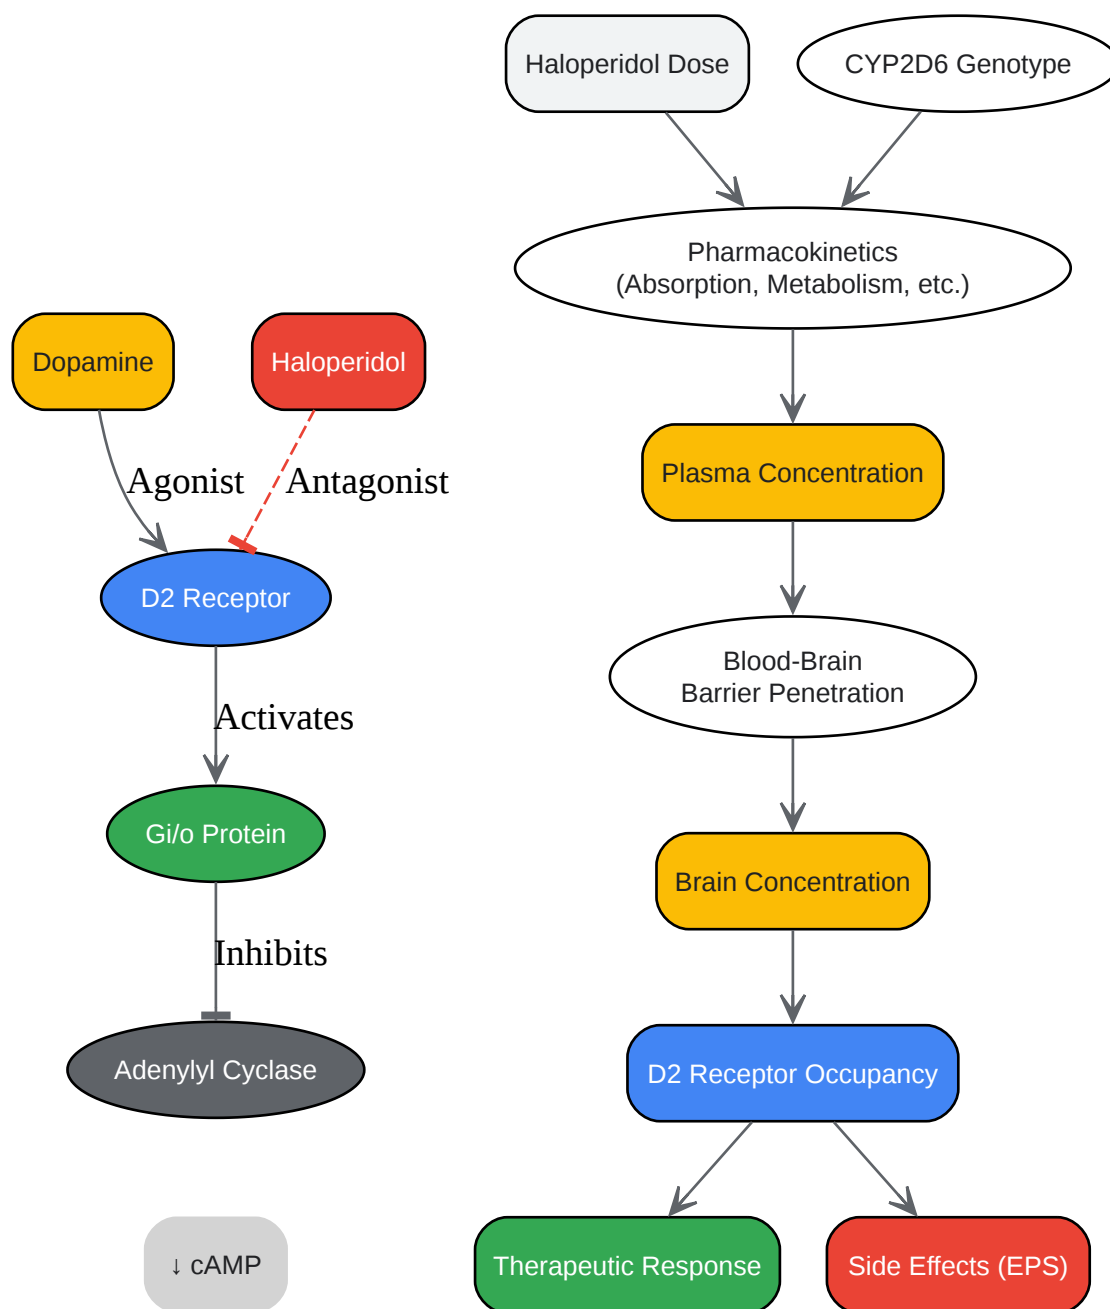 Haloperidol Dose
CYP2D6 Genotype
Pharmacokinetics
(Absorption, Metabolism, etc.)
Dopamine
Haloperidol
Agonist
Antagonist
Plasma Concentration
D2 Receptor
Blood-Brain
Barrier Penetration
Activates
Gi/o Protein
Brain Concentration
Inhibits
Adenylyl Cyclase
D2 Receptor Occupancy
↓ cAMP
Therapeutic Response
Side Effects (EPS)